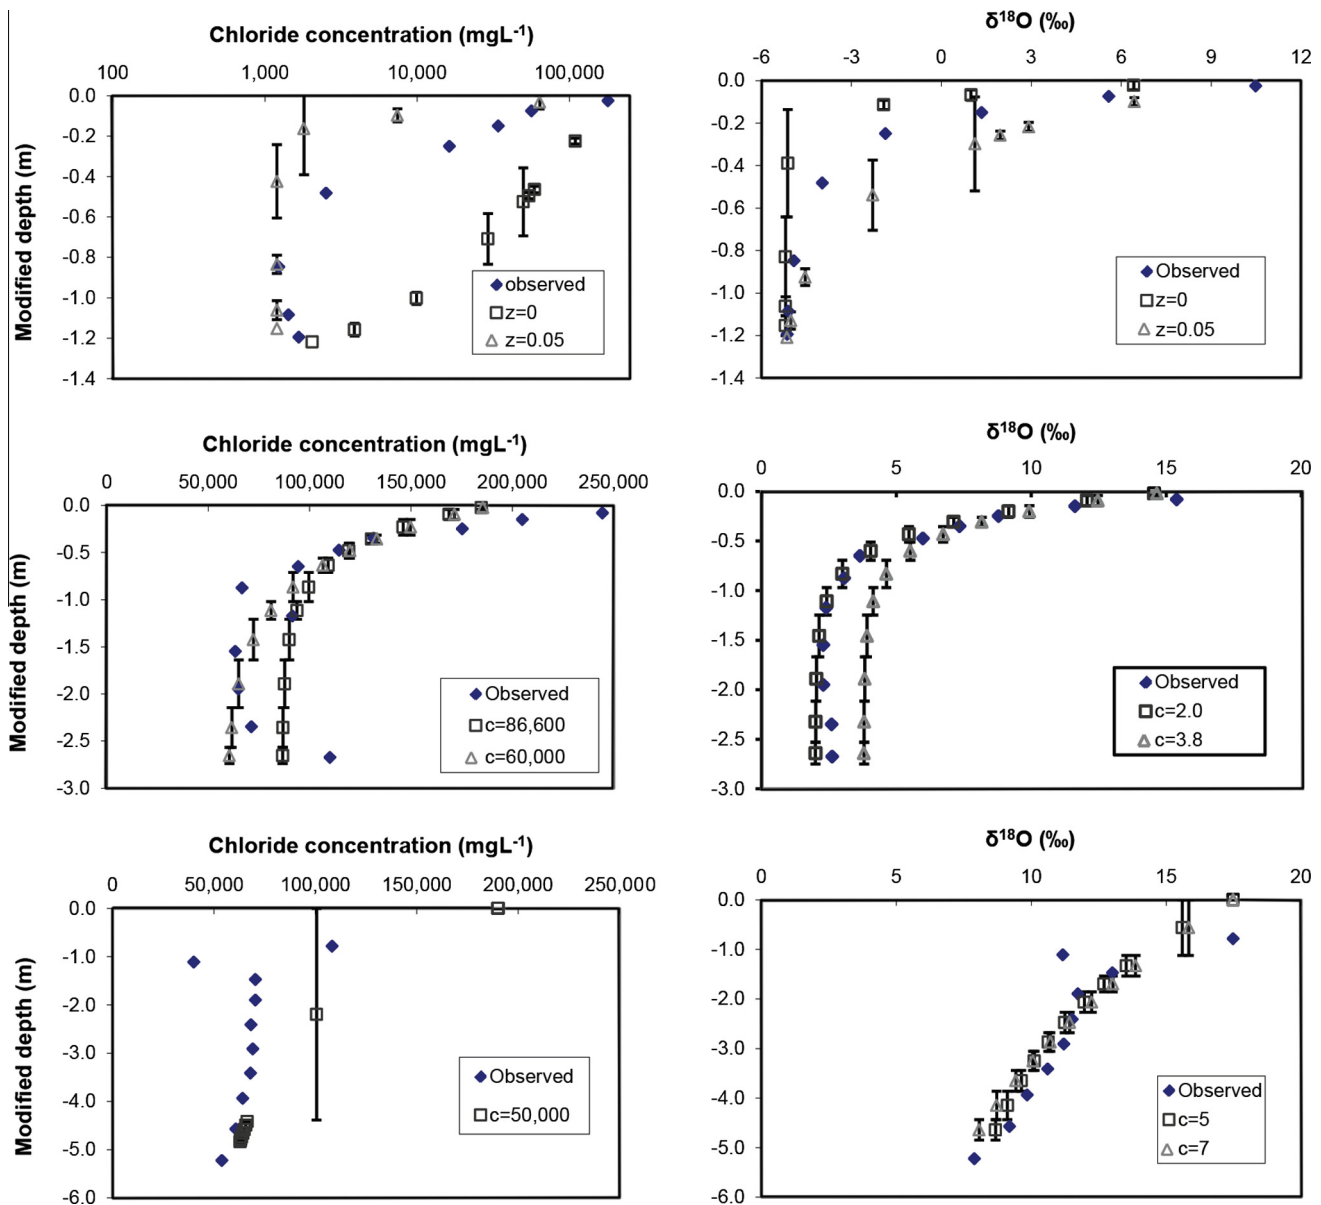 Chloride concentration (mgL-1)
100 1,000 10,000 100,000
0.0
-0.2
-0.4
-0.6
-0.8
-1.0
-1.2
-1.4
Modified depth (m)
observed
z=0
z=0.05
δ18O (‰)
-6 -3 0 3 6 9 12
0.0
-0.2
-0.4
-0.6
-0.8
-1.0
-1.2
-1.4
Observed
z=0
z=0.05
Chloride concentration (mgL-1)
0 50,000 100,000 150,000 200,000 250,000
0.0
-0.5
-1.0
-1.5
-2.0
-2.5
-3.0
Modified depth (m)
Observed
c=86,600
c=60,000
δ18O (‰)
0 5 10 15 20
0.0
-0.5
-1.0
-1.5
-2.0
-2.5
-3.0
Observed
c=2.0
c=3.8
Chloride concentration (mgL-1)
0 50,000 100,000 150,000 200,000 250,000
0.0
-1.0
-2.0
-3.0
-4.0
-5.0
-6.0
Modified depth (m)
Observed
c=50,000
δ18O (‰)
0 5 10 15 20
0.0
-1.0
-2.0
-3.0
-4.0
-5.0
-6.0
Observed
c=5
c=7